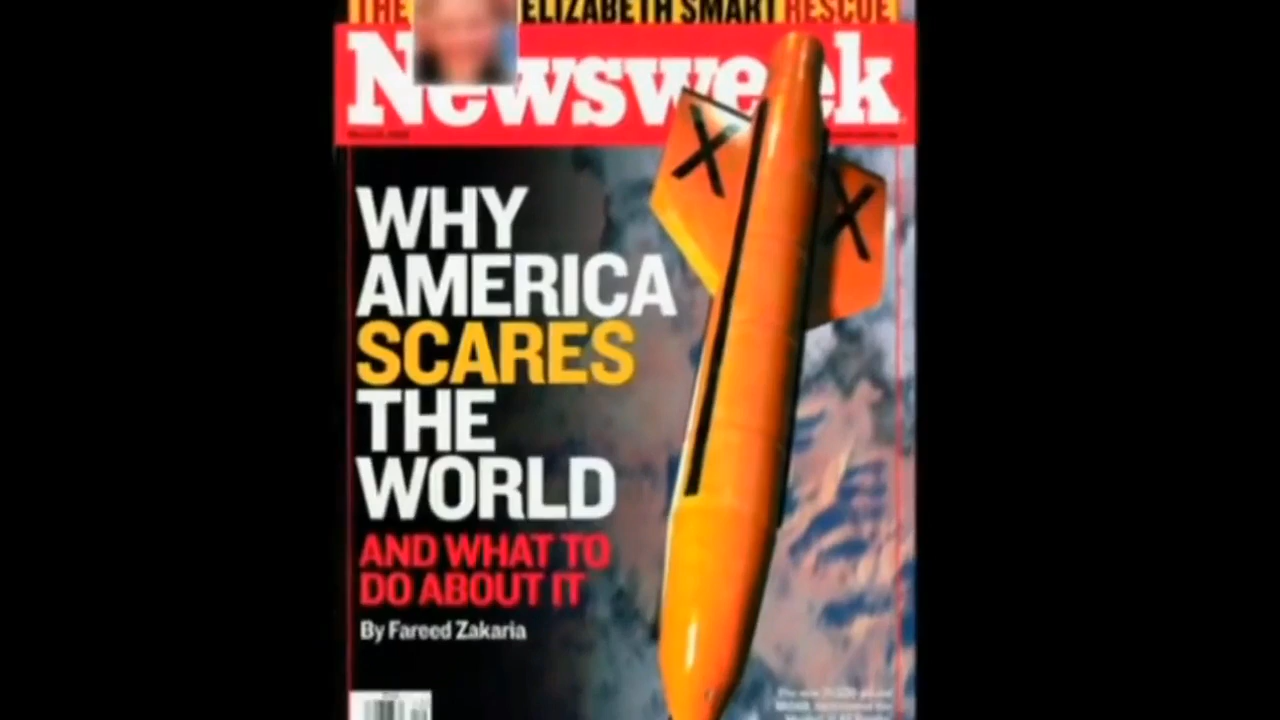 THE ELIZABETH SMART RESCUE
Newsweek
WHY
AMERICA
SCARES
THE
WORLD
AND WHAT TO
DO ABOUT IT
By Fareed Zakaria